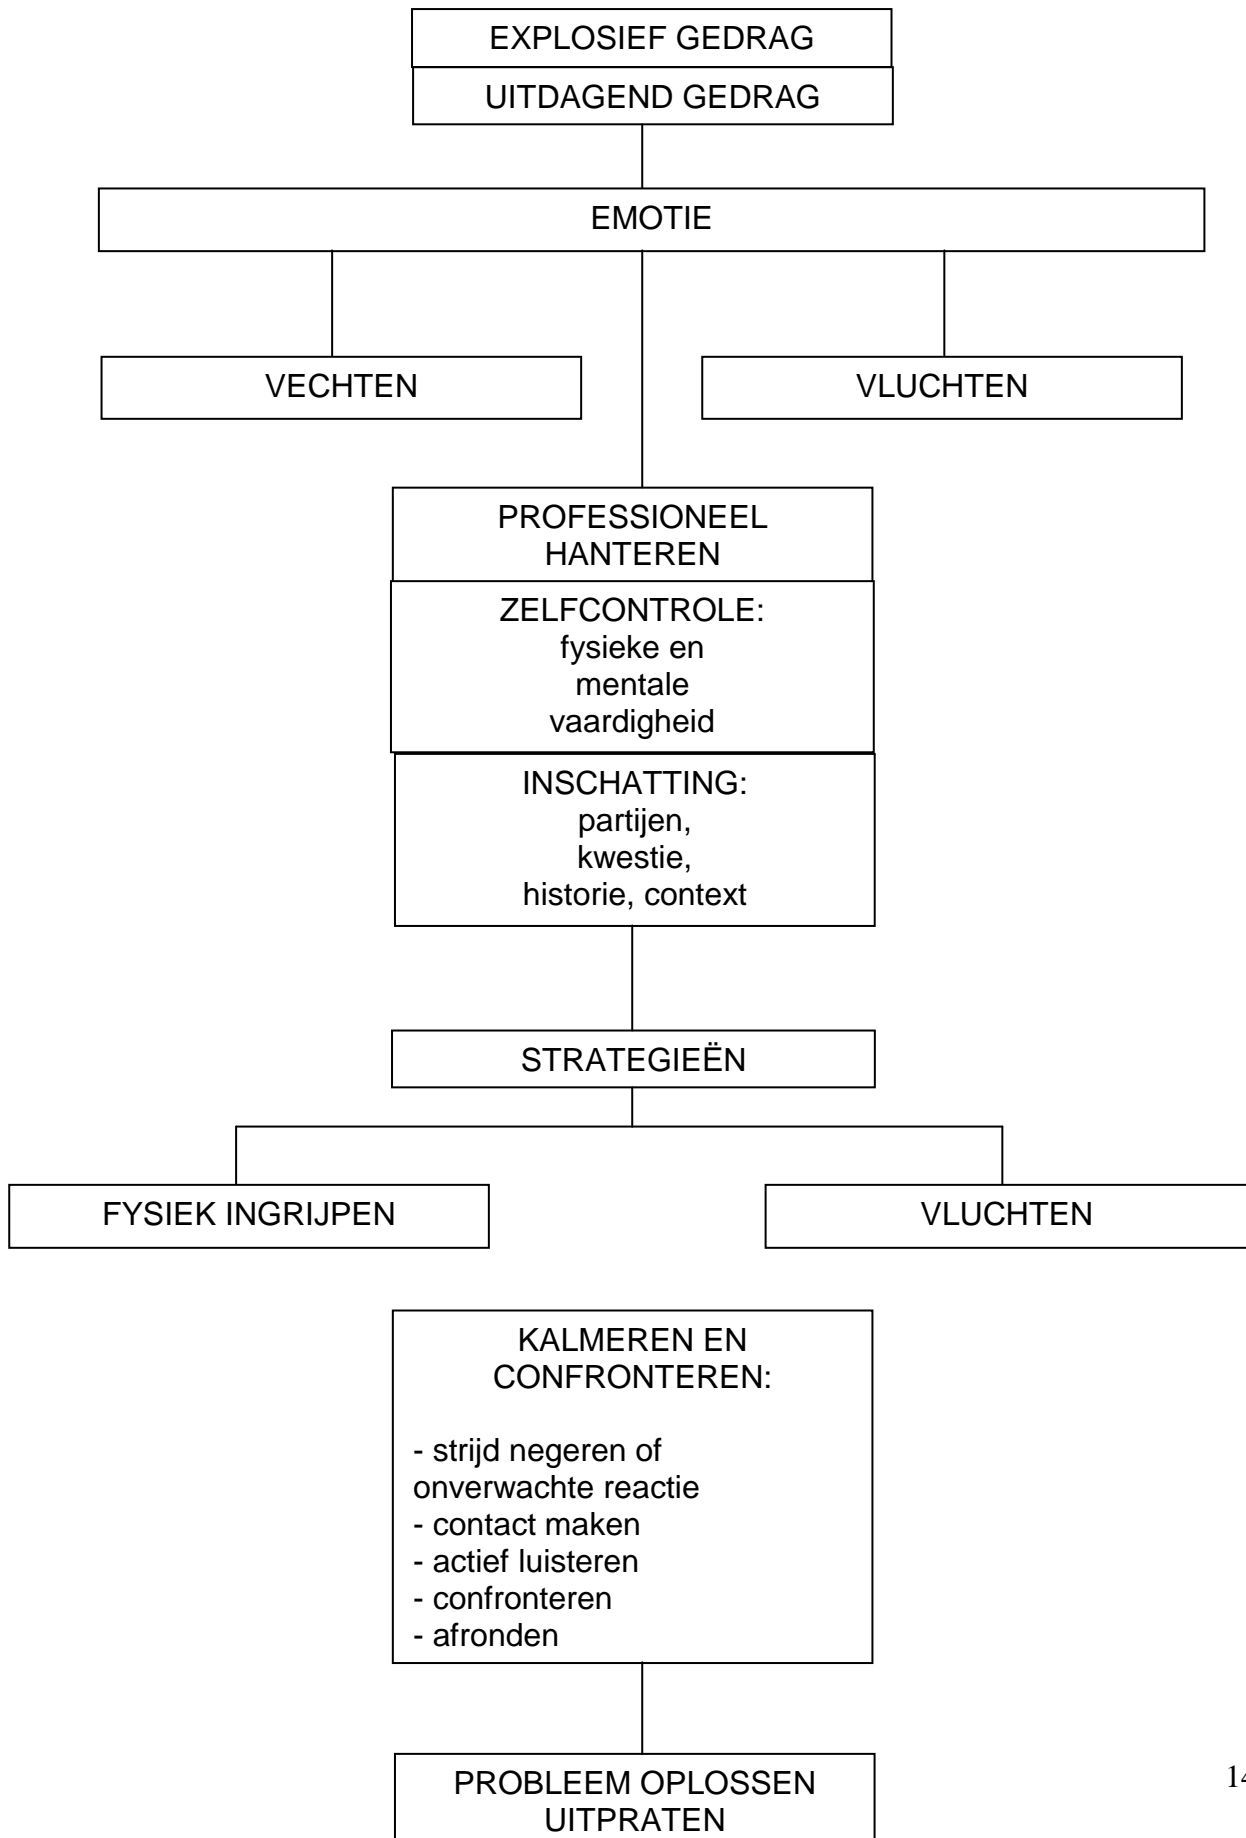 EXPLOSIEF GEDRAG
UITDAGEND GEDRAG
EMOTIE
VECHTEN
VLUCHTEN
PROFESSIONEEL
HANTEREN
ZELFCONTROLE:
fysieke en
mentale
vaardigheid
INSCHATTING:
partijen,
kwestie,
historie, context
STRATEGIEËN
FYSIEK INGRIJPEN
VLUCHTEN
KALMEREN EN
CONFRONTEREN:
- strijd negeren of
onverwachte reactie
- contact maken
- actief luisteren
- confronteren
- afronden
PROBLEEM OPLOSSEN
UITPRATEN
14